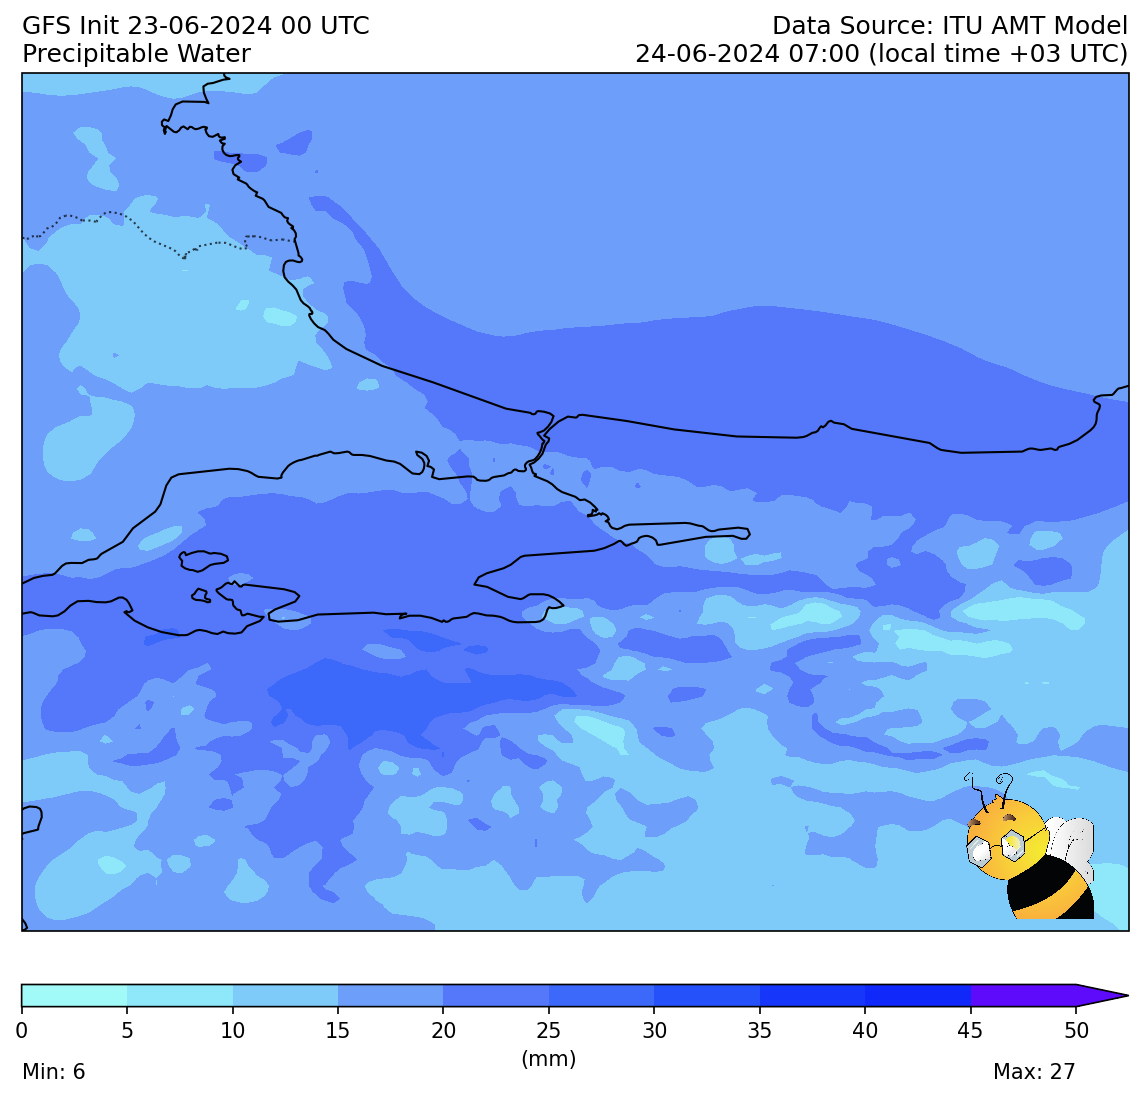 GFS Init 23-06-2024 00 UTC
Data Source: ITU AMT Model
Precipitable Water
24-06-2024 07:00 (local time +03 UTC)
0 5 10 15 20 25 30 35 40 45 50
(mm)
Min: 6
Max: 27